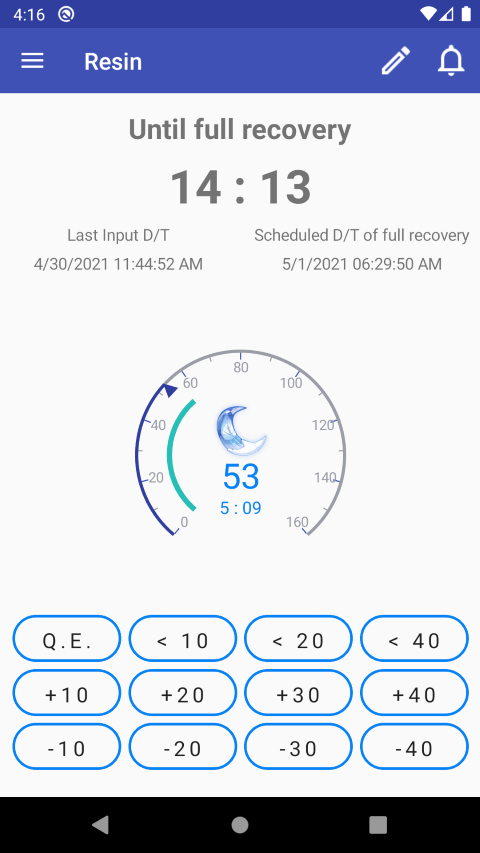 4:16
Resin
Until full recovery
14 : 13
Last Input D/T
Scheduled D/T of full recovery
4/30/2021 11:44:52 AM
5/1/2021 06:29:50 AM
80
60
100
40
120
20
140
0
160
53
5 : 09
Q.E.
< 10
< 20
< 40
+10
+20
+30
+40
-10
-20
-30
-40